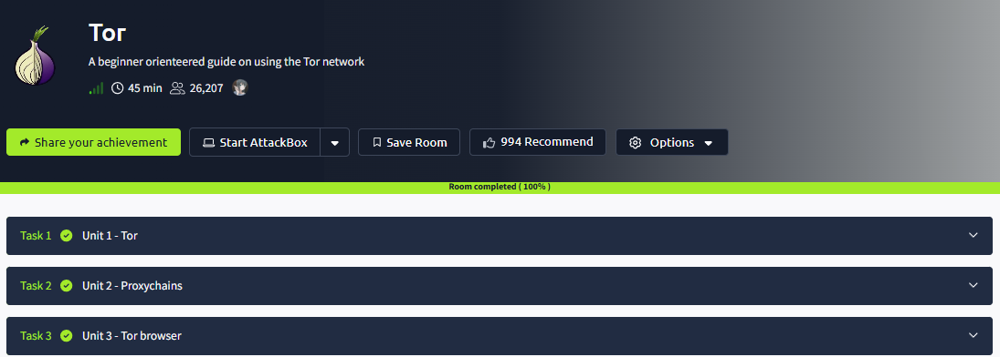 Tor
A beginner orienteered guide on using the Tor network
45 min 26,207
Share your achievement Start AttackBox Save Room 994 Recommend Options
Room completed ( 100% )
Task 1 Unit 1 - Tor
Task 2 Unit 2 - Proxychains
Task 3 Unit 3 - Tor browser